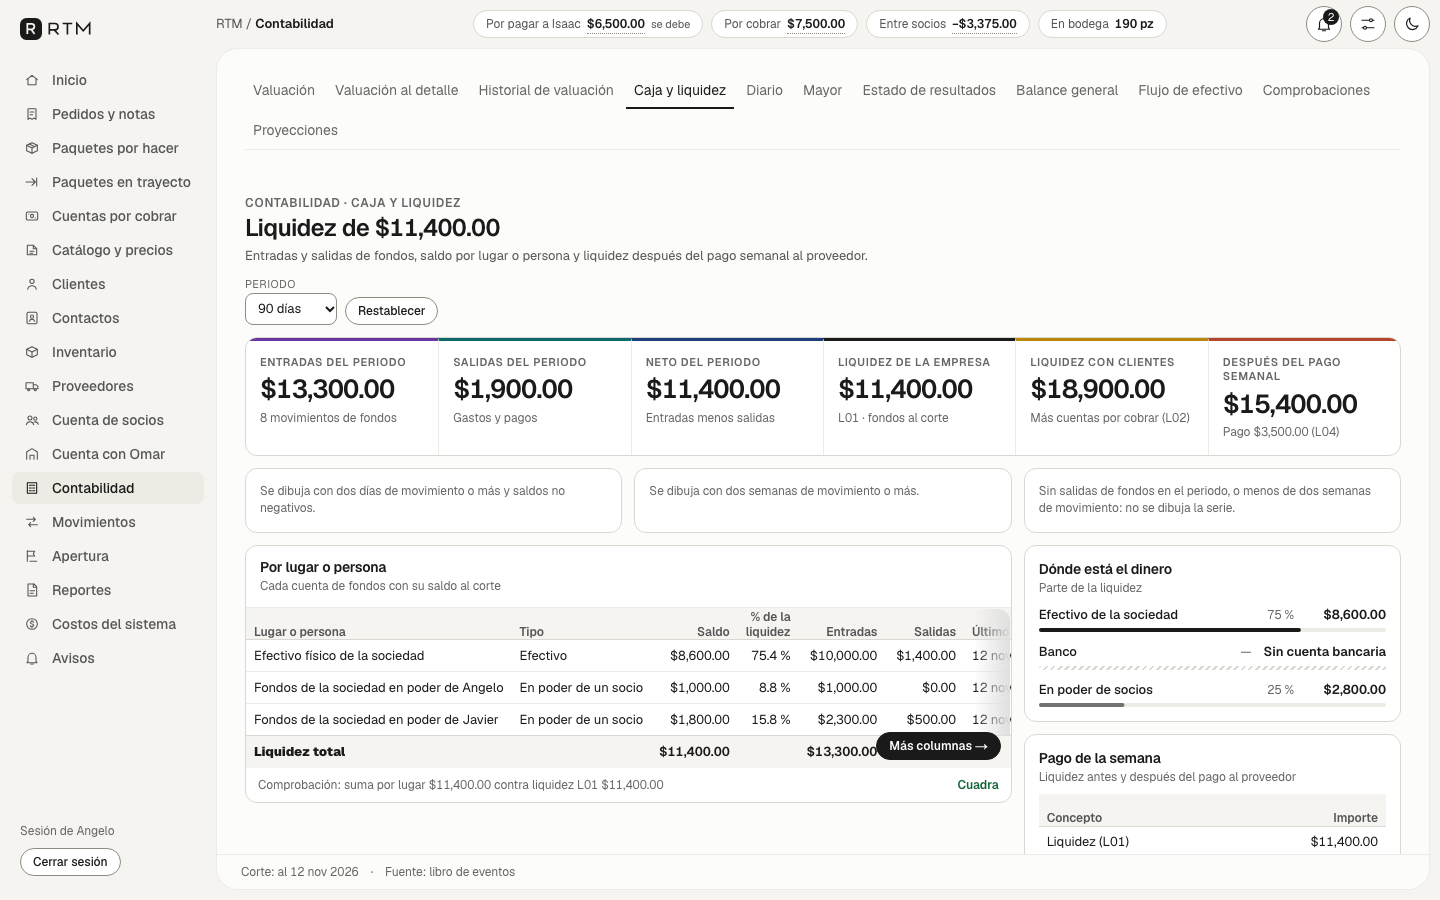 R RTM
RTM / Contabilidad
Por pagar a Isaac $6,500.00 se debe
Por cobrar $7,500.00
Entre socios −$3,375.00
En bodega 190 pz
2
Inicio
Pedidos y notas
Paquetes por hacer
Paquetes en trayecto
Cuentas por cobrar
Catálogo y precios
Clientes
Contactos
Inventario
Proveedores
Cuenta de socios
Cuenta con Omar
Contabilidad
Movimientos
Apertura
Reportes
Costos del sistema
Avisos
Sesión de Angelo
Cerrar sesión
Valuación Valuación al detalle Historial de valuación Caja y liquidez Diario Mayor Estado de resultados Balance general Flujo de efectivo Comprobaciones
Proyecciones
CONTABILIDAD · CAJA Y LIQUIDEZ
Liquidez de $11,400.00
Entradas y salidas de fondos, saldo por lugar o persona y liquidez después del pago semanal al proveedor.
PERIODO
90 días Restablecer
ENTRADAS DEL PERIODO
$13,300.00
8 movimientos de fondos
SALIDAS DEL PERIODO
$1,900.00
Gastos y pagos
NETO DEL PERIODO
$11,400.00
Entradas menos salidas
LIQUIDEZ DE LA EMPRESA
$11,400.00
L01 · fondos al corte
LIQUIDEZ CON CLIENTES
$18,900.00
Más cuentas por cobrar (L02)
DESPUÉS DEL PAGO
SEMANAL
$15,400.00
Pago $3,500.00 (L04)
Se dibuja con dos días de movimiento o más y saldos no
negativos.
Se dibuja con dos semanas de movimiento o más.
Sin salidas de fondos en el periodo, o menos de dos semanas
de movimiento: no se dibuja la serie.
Por lugar o persona
Cada cuenta de fondos con su saldo al corte
Lugar o persona Tipo Saldo % de la liquidez Entradas Salidas Último
Efectivo físico de la sociedad Efectivo $8,600.00 75.4 % $10,000.00 $1,400.00 12 nov
Fondos de la sociedad en poder de Angelo En poder de un socio $1,000.00 8.8 % $1,000.00 $0.00 12 nov
Fondos de la sociedad en poder de Javier En poder de un socio $1,800.00 15.8 % $2,300.00 $500.00 12 nov
Liquidez total $11,400.00 $13,300.00
Más columnas →
Comprobación: suma por lugar $11,400.00 contra liquidez L01 $11,400.00 Cuadra
Dónde está el dinero
Parte de la liquidez
Efectivo de la sociedad 75 % $8,600.00
Banco — Sin cuenta bancaria
En poder de socios 25 % $2,800.00
Pago de la semana
Liquidez antes y después del pago al proveedor
Concepto Importe
Liquidez (L01) $11,400.00
Corte: al 12 nov 2026 · Fuente: libro de eventos